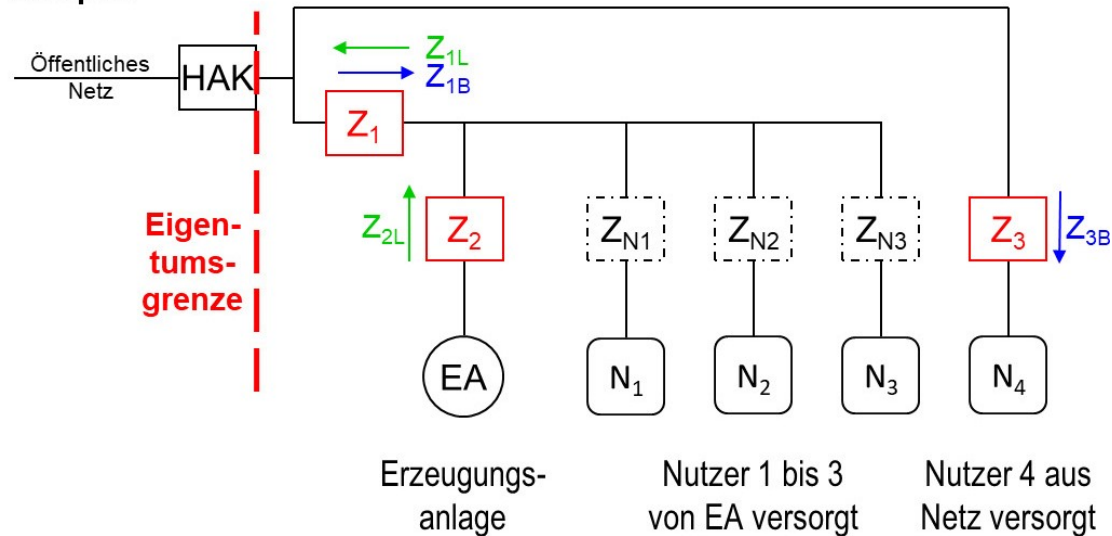 Öffentliches
Netz
HAK
Z1L
Z1B
Z1
Eigen-
tums-
grenze
Z2L
Z2
ZN1
ZN2
ZN3
Z3
Z3B
EA
N1
N2
N3
N4
Erzeugungs-
anlage
Nutzer 1 bis 3
von EA versorgt
Nutzer 4 aus
Netz versorgt